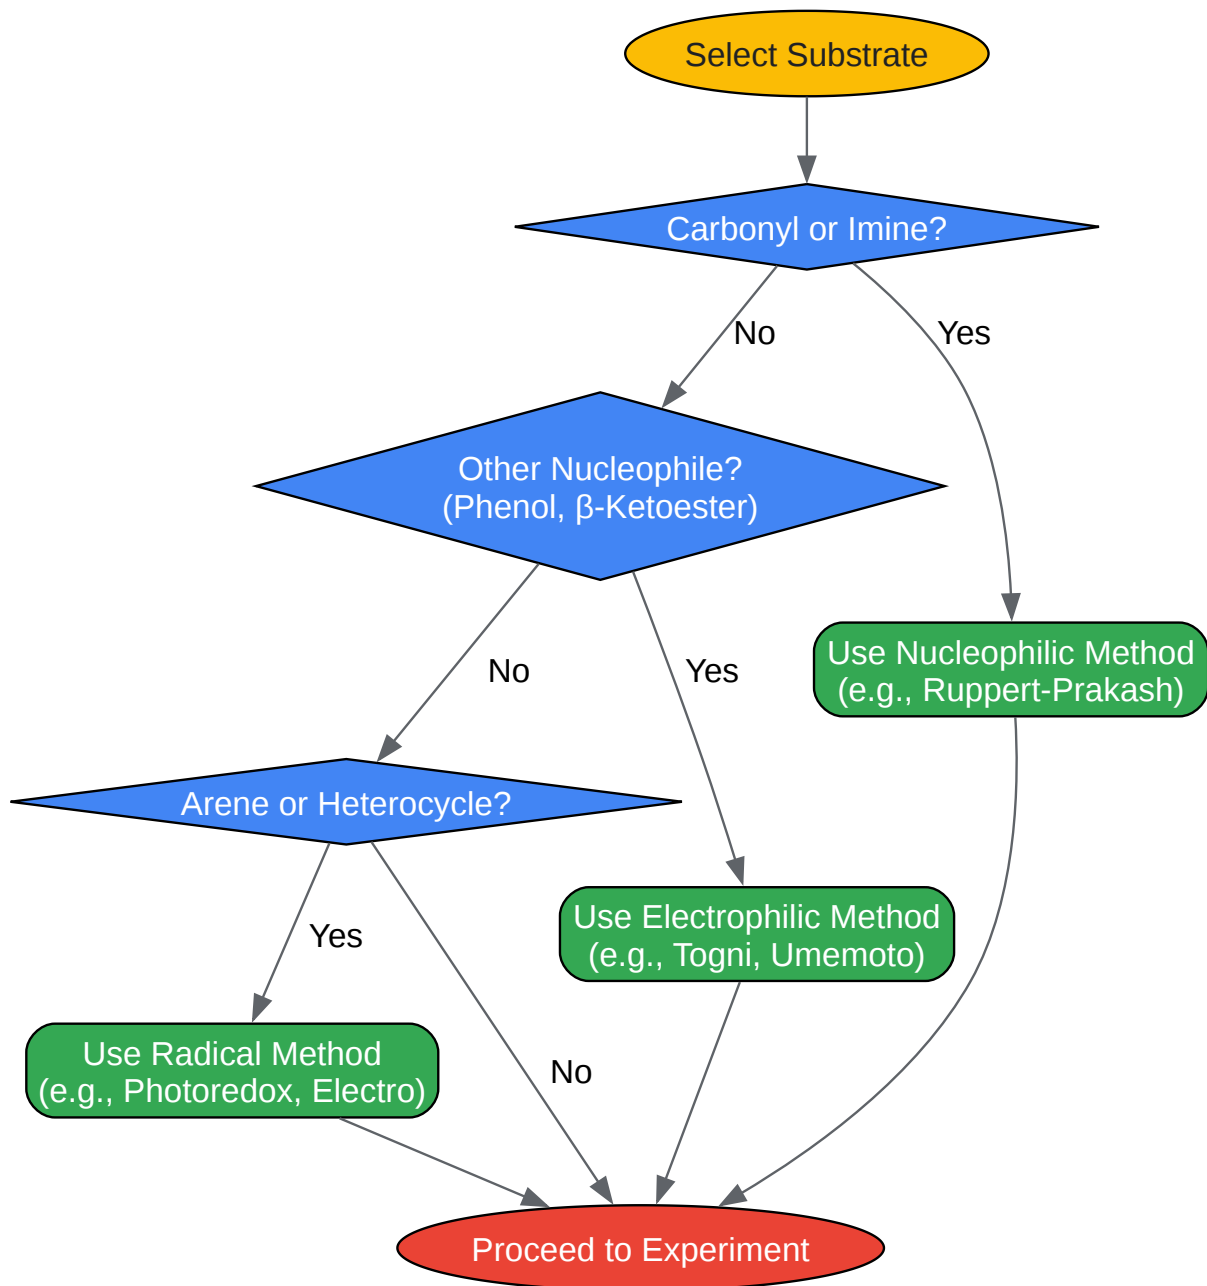 Select Substrate
Carbonyl or Imine?
No
Yes
Other Nucleophile?
(Phenol, β-Ketoester)
Use Nucleophilic Method
(e.g., Ruppert-Prakash)
No
Yes
Arene or Heterocycle?
Use Electrophilic Method
(e.g., Togni, Umemoto)
Yes
Use Radical Method
(e.g., Photoredox, Electro)
No
Proceed to Experiment